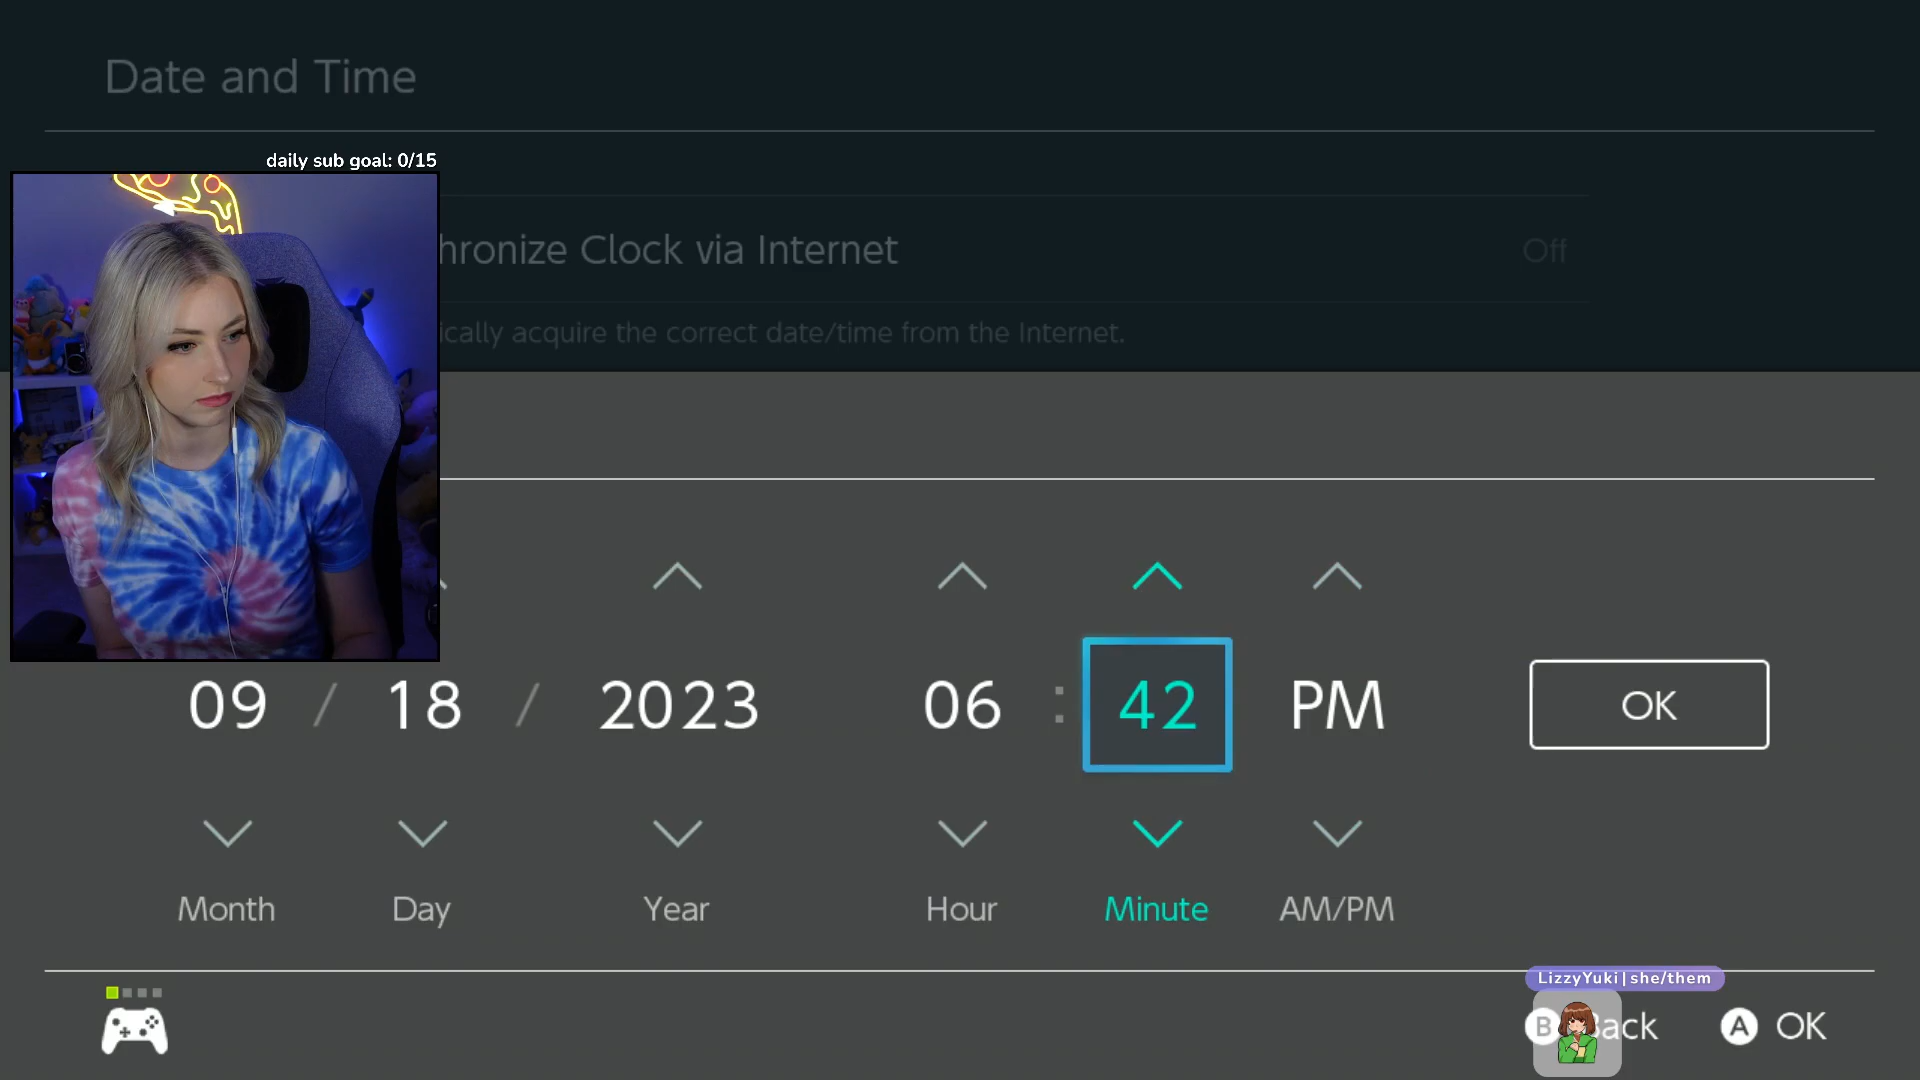 Date and Time
daily sub goal: 0/15
hronize Clock via Internet Off
ically acquire the correct date/time from the Internet.
09 / 18 / 2023 06 : 42 PM OK
Month Day Year Hour Minute AM/PM
LizzyYuki | she/them
B Back A OK